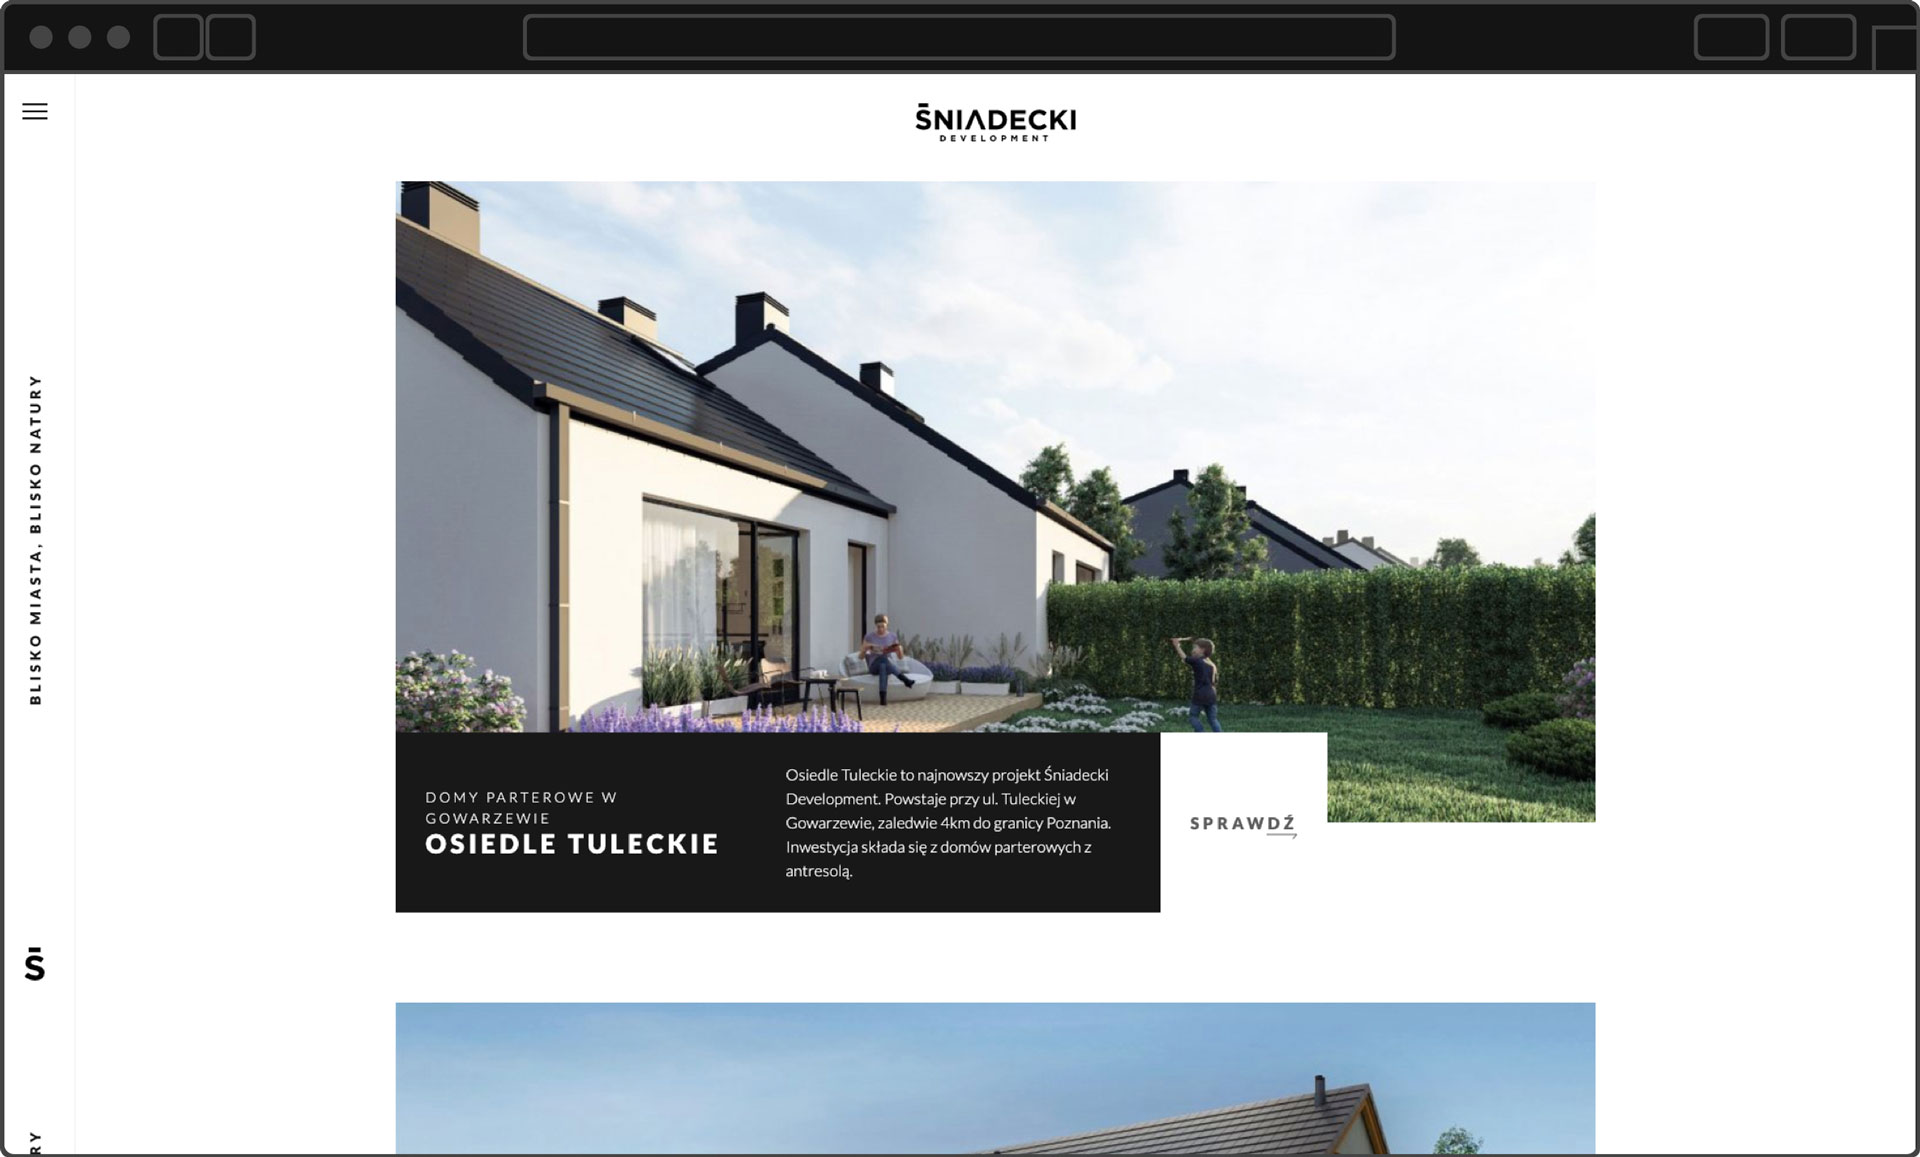 ŚNIADECKI
DEVELOPMENT
BLISKO MIASTA, BLISKO NATURY
DOMY PARTEROWE W
GOWARZEWIE
OSIEDLE TULECKIE
Osiedle Tuleckie to najnowszy projekt Śniadecki
Development. Powstaje przy ul. Tuleckiej w
Gowarzewie, zaledwie 4km do granicy Poznania.
Inwestycja składa się z domów parterowych z
antresolą.
SPRAWDŹ
Ś
RY